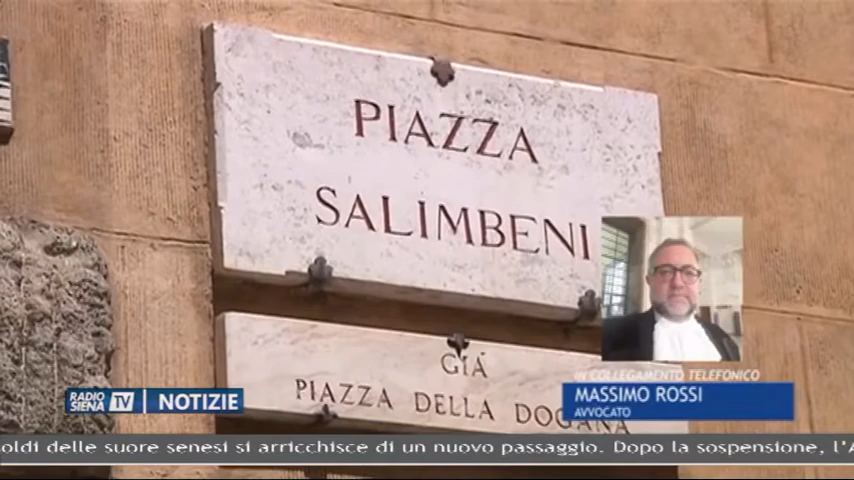 PIAZZA
SALIMBENI
GIÀ
PIAZZA DELLA DOGANA
IN COLLEGAMENTO TELEFONICO
MASSIMO ROSSI
AVVOCATO
RADIO SIENA TV NOTIZIE
soldi delle suore senesi si arricchisce di un nuovo passaggio. Dopo la sospensione, l'A